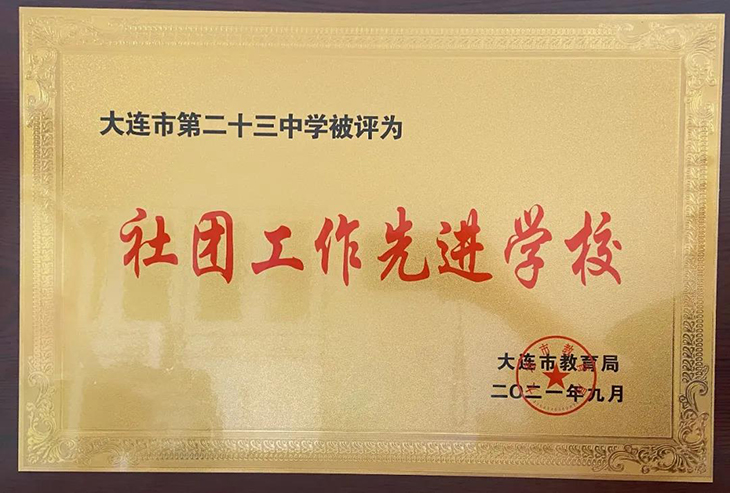 大连市第二十三中学被评为
社团工作先进学校
大连市教育局
二〇二一年九月